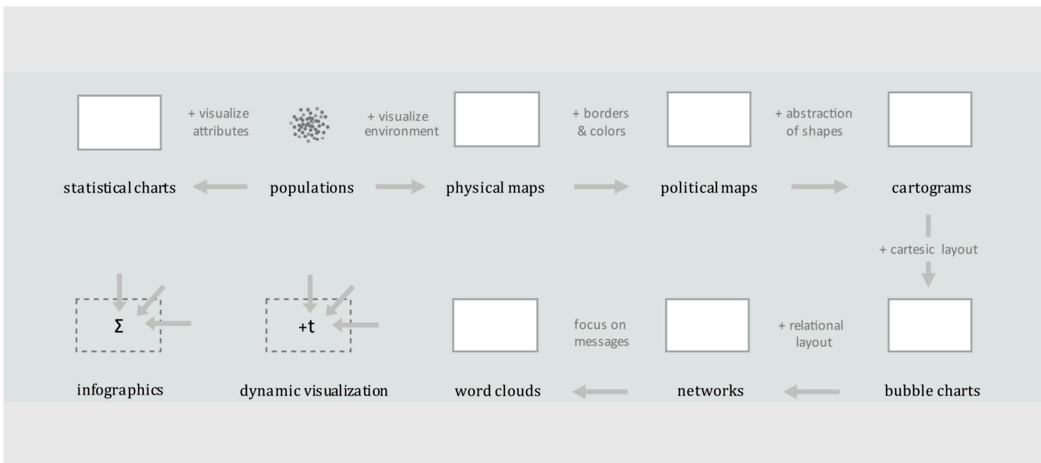 + visualize
attributes
+ visualize
environment
+ borders
& colors
+ abstraction
of shapes
statistical charts
populations
physical maps
political maps
cartograms
+ cartesic layout
Σ
+t
focus on
messages
+ relational
layout
infographics
dynamic visualization
word clouds
networks
bubble charts